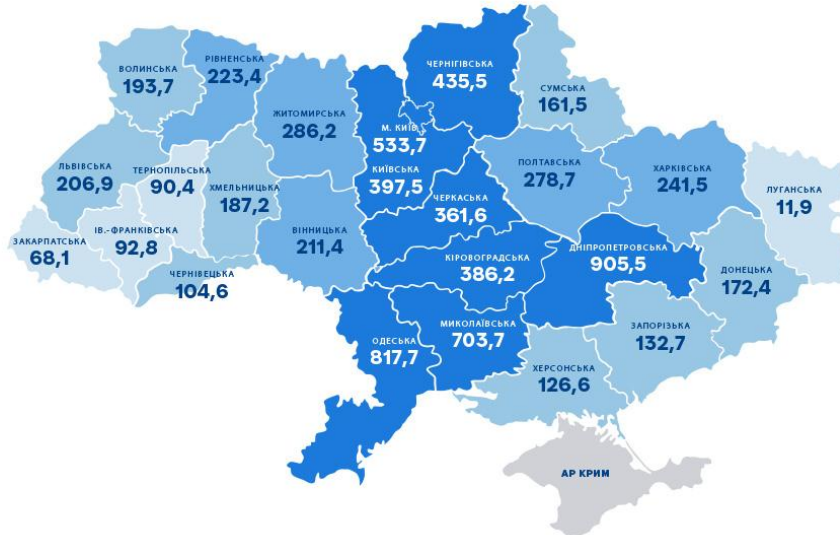 ВОЛИНСЬКА
193,7
РІВНЕНСЬКА
223,4
ЖИТОМИРСЬКА
286,2
М. КИЇВ
533,7
КИЇВСЬКА
397,5
ЧЕРНІГІВСЬКА
435,5
СУМСЬКА
161,5
ЛЬВІВСЬКА
206,9
ТЕРНОПІЛЬСЬКА
90,4
ХМЕЛЬНИЦЬКА
187,2
ВІННИЦЬКА
211,4
ЧЕРКАСЬКА
361,6
ПОЛТАВСЬКА
278,7
ХАРКІВСЬКА
241,5
ЛУГАНСЬКА
11,9
ЗАКАРПАТСЬКА
68,1
ІВ.-ФРАНКІВСЬКА
92,8
ЧЕРНІВЕЦЬКА
104,6
КІРОВОГРАДСЬКА
386,2
ДНІПРОПЕТРОВСЬКА
905,5
ДОНЕЦЬКА
172,4
ОДЕСЬКА
817,7
МИКОЛАЇВСЬКА
703,7
ЗАПОРІЗЬКА
132,7
ХЕРСОНСЬКА
126,6
АР КРИМ